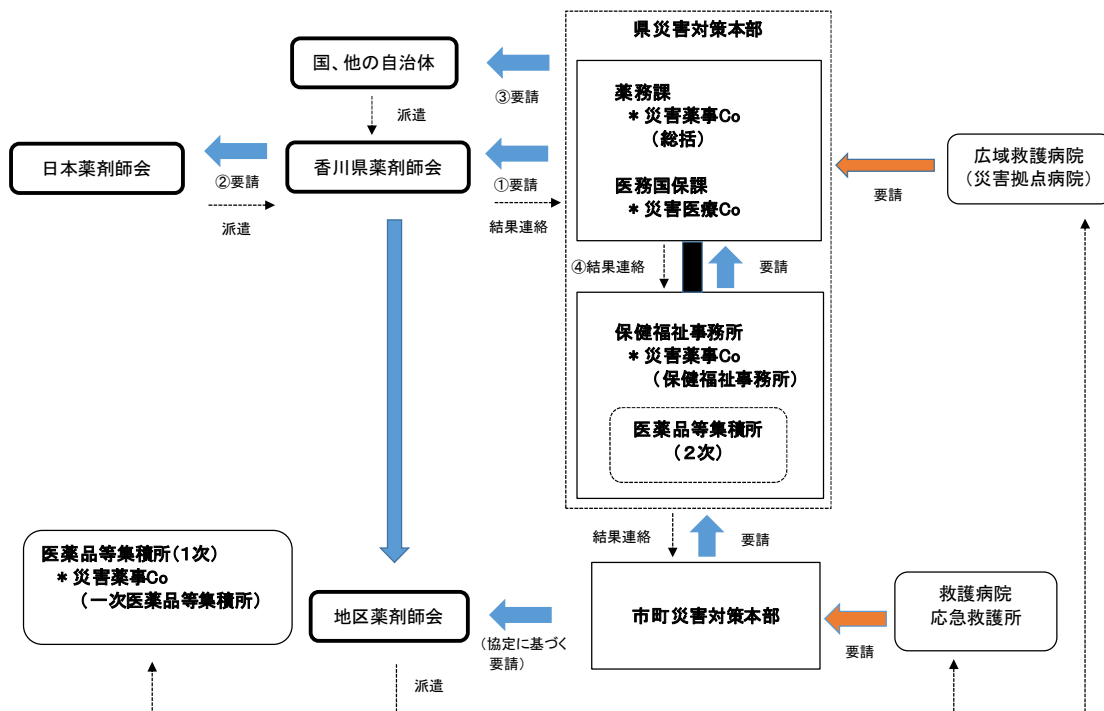 県災害対策本部
国、他の自治体
③要請
派遣
薬務課
＊災害薬事Co
（総括）
医務国保課
＊災害医療Co
日本薬剤師会
②要請
派遣
香川県薬剤師会
①要請
結果連絡
要請
広域救護病院
（災害拠点病院）
④結果連絡
要請
保健福祉事務所
＊災害薬事Co
（保健福祉事務所）
医薬品等集積所
（２次）
結果連絡
要請
医薬品等集積所（１次）
＊災害薬事Co
（一次医薬品等集積所）
地区薬剤師会
（協定に基づく
要請）
市町災害対策本部
要請
救護病院
応急救護所
派遣